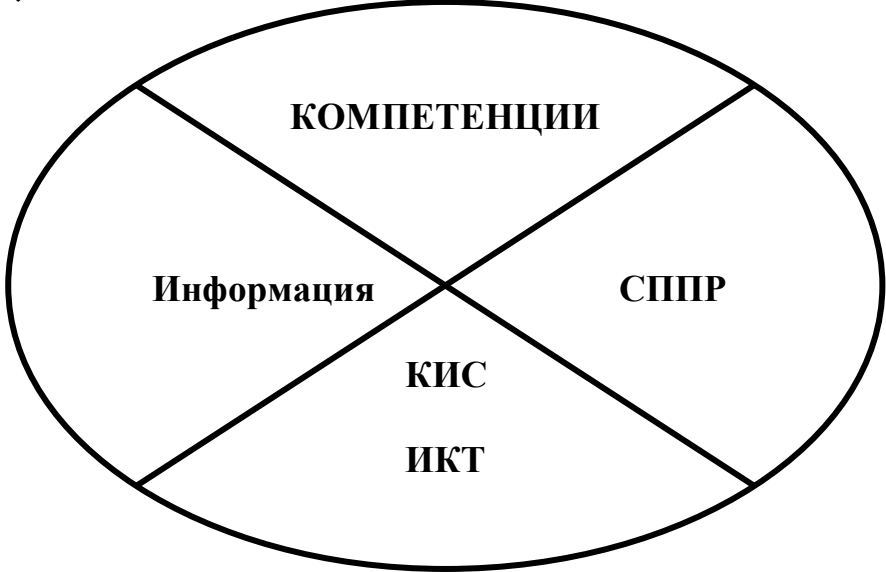 КОМПЕТЕНЦИИ
Информация
СППР
КИС
ИКТ